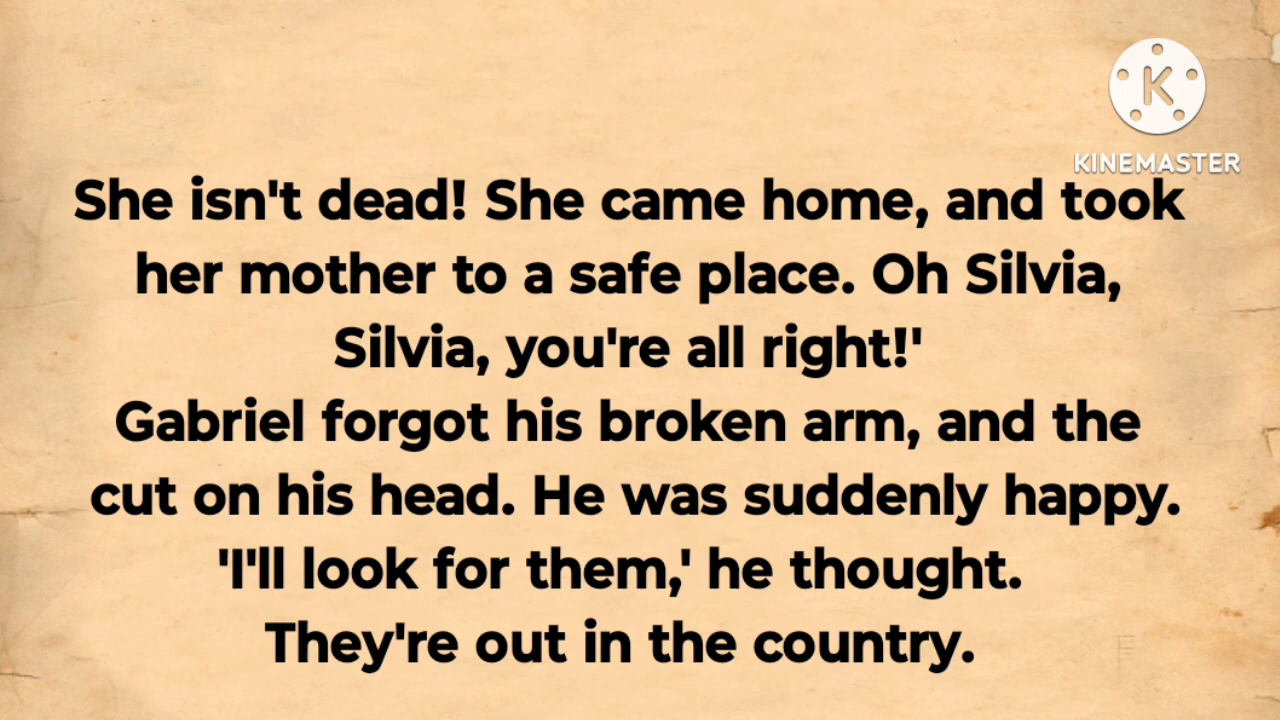 KINEMASTER
She isn't dead! She came home, and took
her mother to a safe place. Oh Silvia,
Silvia, you're all right!'
Gabriel forgot his broken arm, and the
cut on his head. He was suddenly happy.
'I'll look for them,' he thought.
They're out in the country.